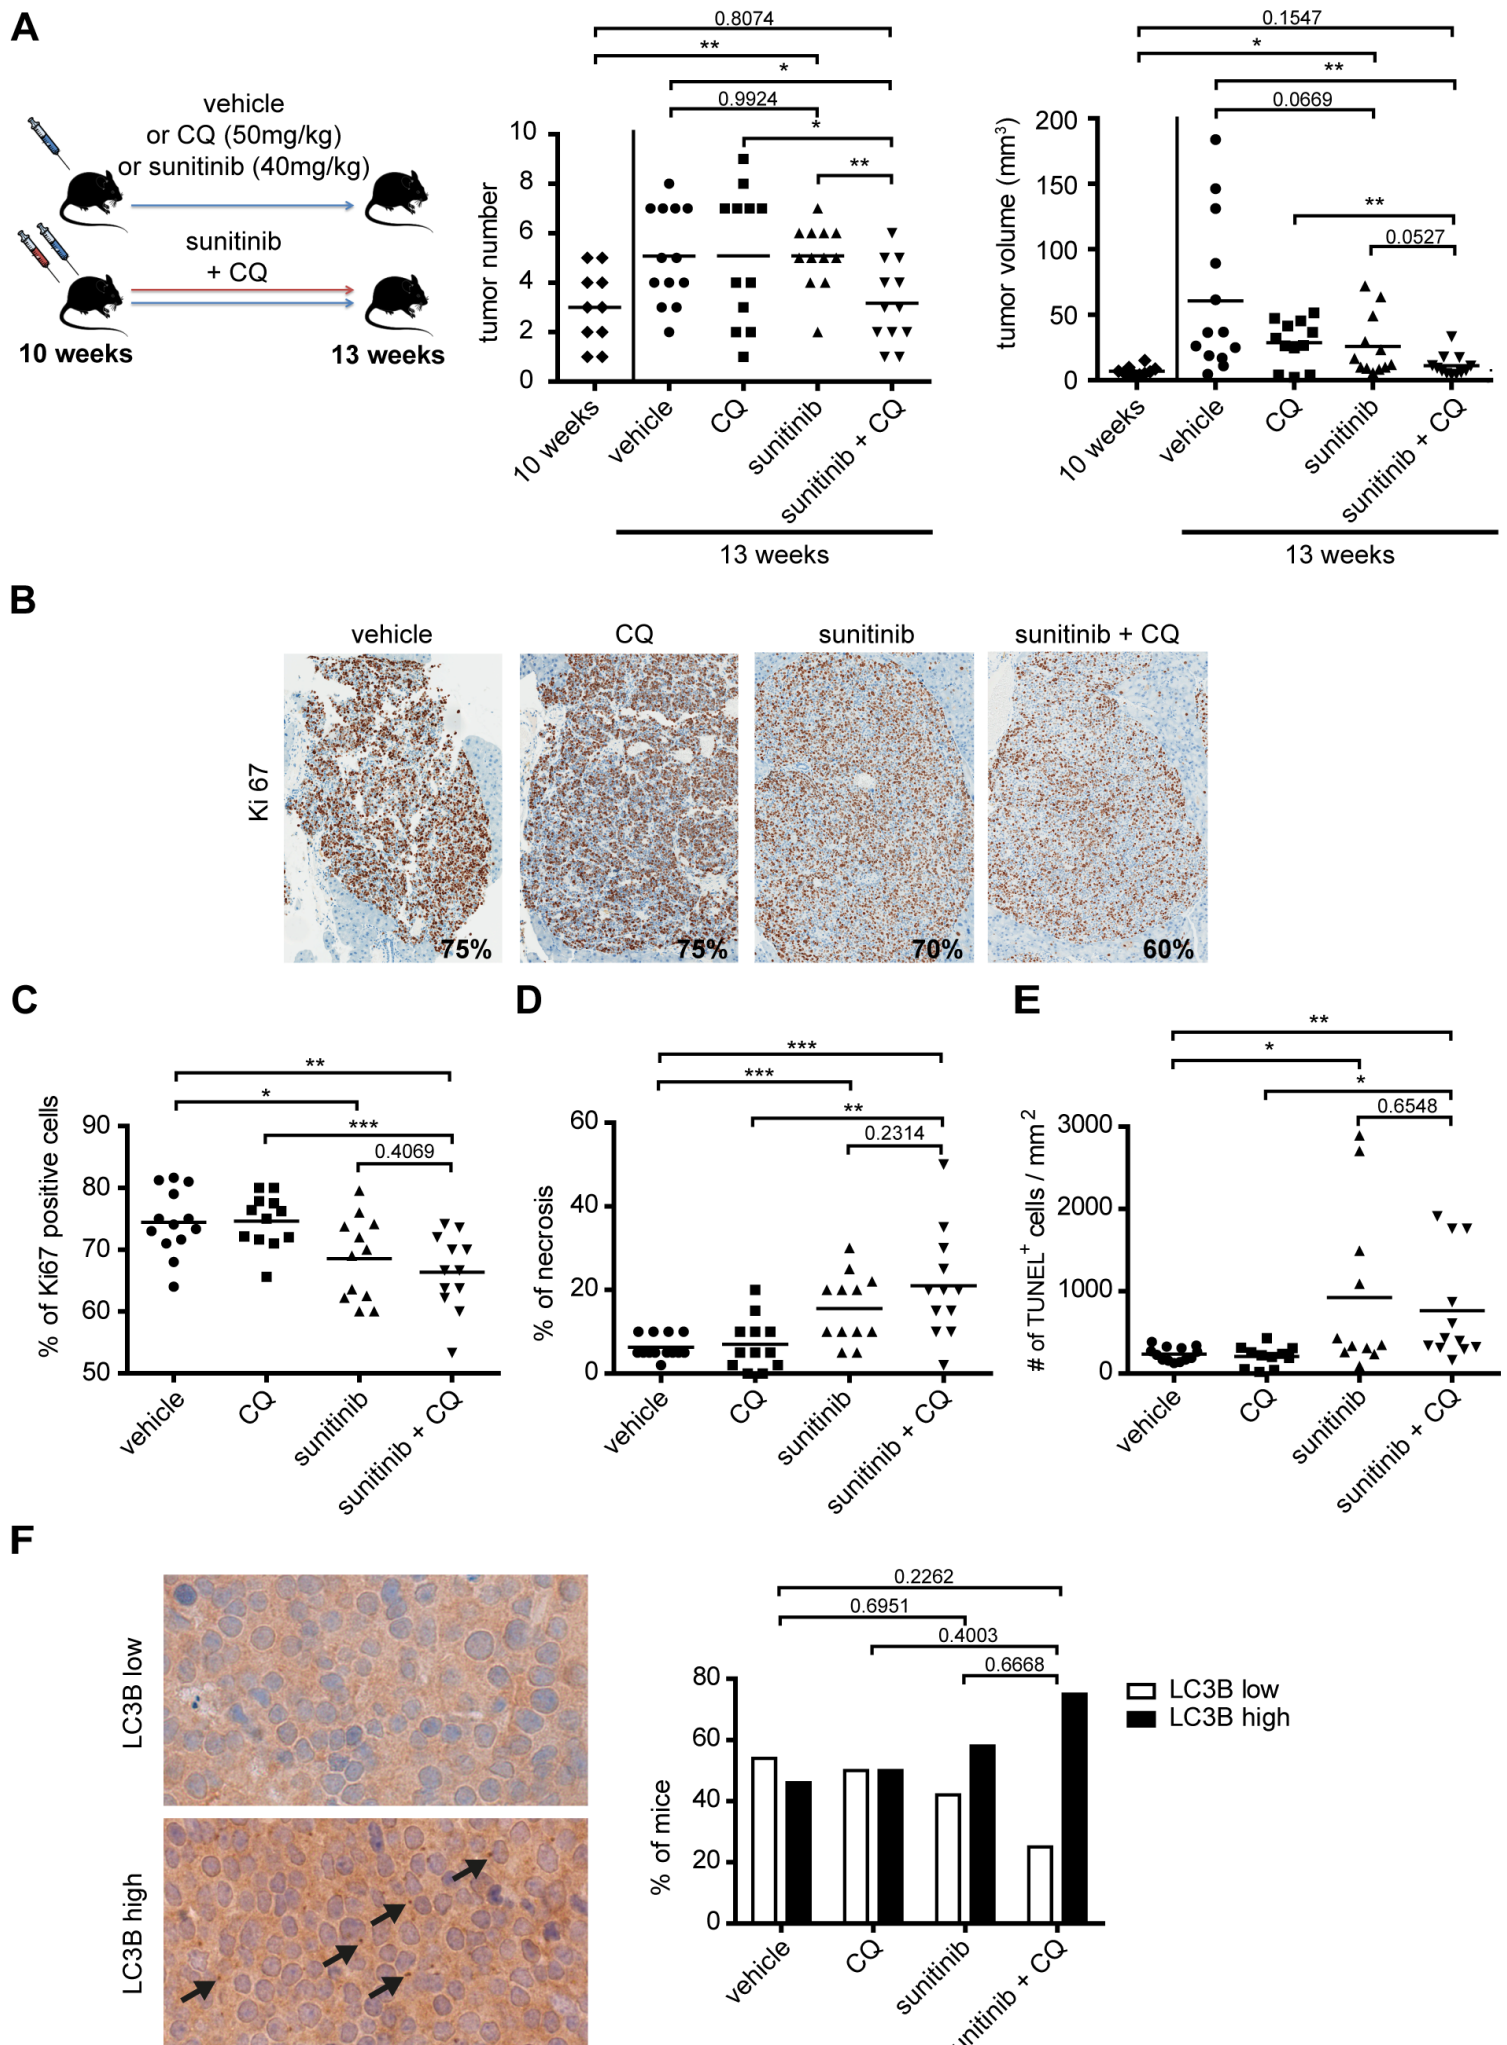 A
vehicle
or CQ (50mg/kg)
or sunitinib (40mg/kg)
sunitinib
+ CQ
10 weeks
13 weeks
0.8074
**
*
0.9924
*
**
tumor number
10
8
6
4
2
0
10 weeks
vehicle
CQ
sunitinib
sunitinib + CQ
13 weeks
0.1547
*
**
0.0669
**
0.0527
tumor volume (mm³)
200
150
100
50
0
10 weeks
vehicle
CQ
sunitinib
sunitinib + CQ
13 weeks
B
vehicle
CQ
sunitinib
sunitinib + CQ
Ki 67
75%
75%
70%
60%
C
**
*
***
0.4069
% of Ki67 positive cells
90
80
70
60
50
vehicle
CQ
sunitinib
sunitinib + CQ
D
***
***
**
0.2314
% of necrosis
60
40
20
0
vehicle
CQ
sunitinib
sunitinib + CQ
E
**
*
*
0.6548
# of TUNEL⁺ cells / mm²
3000
2000
1000
0
vehicle
CQ
sunitinib
sunitinib + CQ
F
LC3B low
LC3B high
0.2262
0.6951
0.4003
0.6668
% of mice
80
60
40
20
0
vehicle
CQ
sunitinib
unitinib + CQ
LC3B low
LC3B high